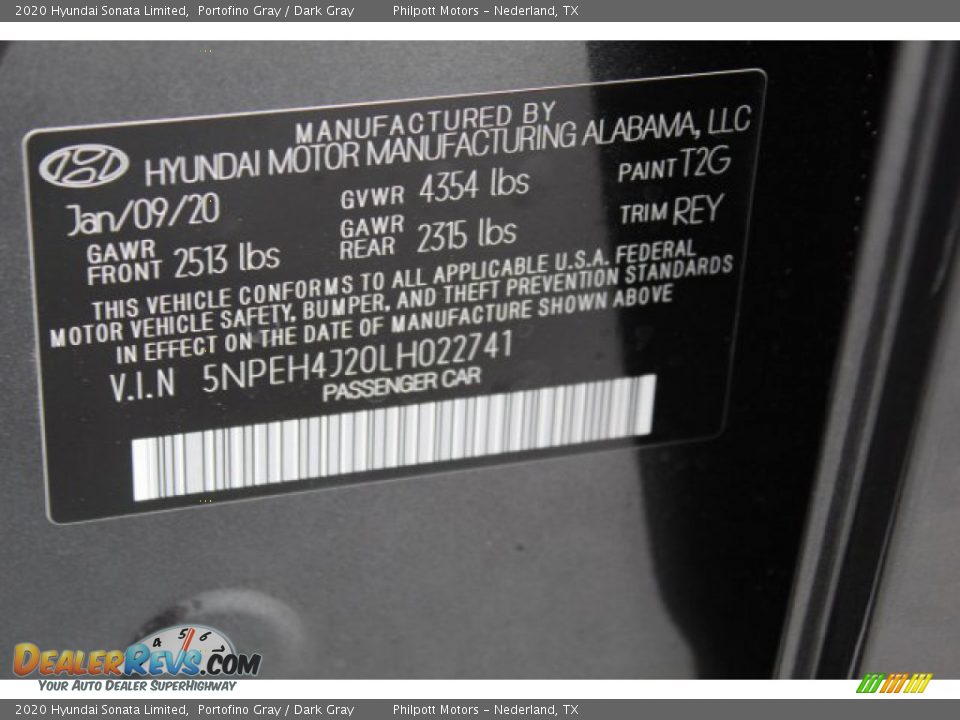 2020 Hyundai Sonata Limited, Portofino Gray / Dark Gray Philpott Motors - Nederland, TX
MANUFACTURED BY
HYUNDAI MOTOR MANUFACTURING ALABAMA, LLC
Jan/09/20 GVWR 4354 lbs PAINT T2G
GAWR FRONT 2513 lbs GAWR REAR 2315 lbs TRIM REY
THIS VEHICLE CONFORMS TO ALL APPLICABLE U.S.A. FEDERAL
MOTOR VEHICLE SAFETY, BUMPER, AND THEFT PREVENTION STANDARDS
IN EFFECT ON THE DATE OF MANUFACTURE SHOWN ABOVE
V.I.N 5NPEH4J20LH022741
PASSENGER CAR
4 5 6 7
DEALERREVS.COM
YOUR AUTO DEALER SUPERHIGHWAY
2020 Hyundai Sonata Limited, Portofino Gray / Dark Gray Philpott Motors - Nederland, TX